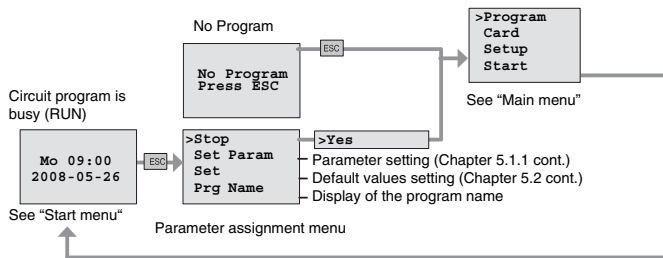 No Program
ESC
No Program
Press ESC
>Program
Card
Setup
Start
See “Main menu”
Circuit program is
busy (RUN)
Mo 09:00
2008-05-26
ESC
>Stop
Set Param
Set
Prg Name
>Yes
Parameter setting (Chapter 5.1.1 cont.)
Default values setting (Chapter 5.2 cont.)
Display of the program name
See “Start menu“
Parameter assignment menu